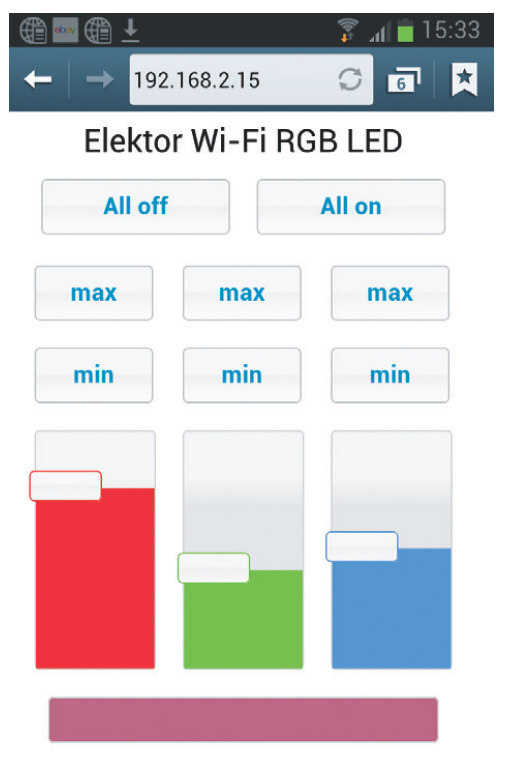 ebay 15:33
192.168.2.15 6
Elektor Wi-Fi RGB LED
All off All on
max max max
min min min